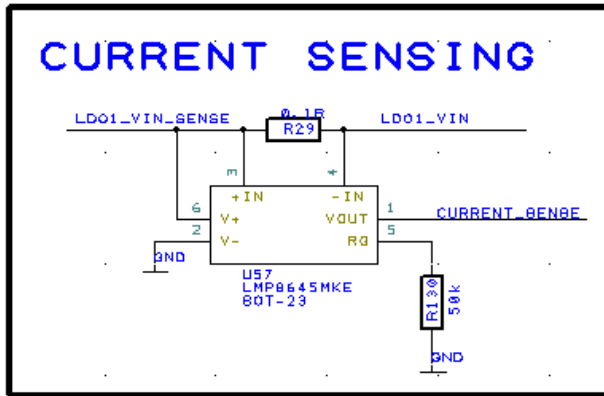 CURRENT SENSING
0.1R
LDO1_VIN_SENSE
R29
LDO1_VIN
3
4
+IN
-IN
6
V+
VOUT
1
CURRENT_SENSE
2
V-
RG
5
GND
U57
LMP8645MKE
SOT-23
R130
50k
GND